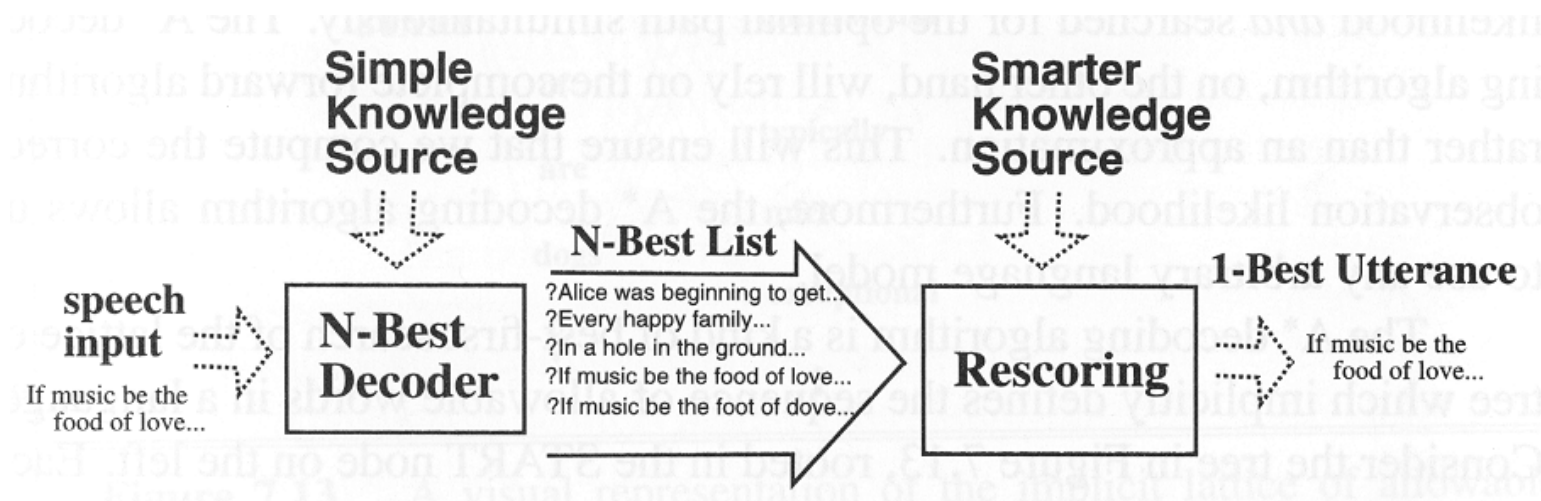 Simple
Knowledge
Source
Smarter
Knowledge
Source
speech
input
If music be the
food of love...
N-Best
Decoder
N-Best List
?Alice was beginning to get...
?Every happy family...
?In a hole in the ground...
?If music be the food of love...
?If music be the foot of dove...
Rescoring
1-Best Utterance
If music be the
food of love...